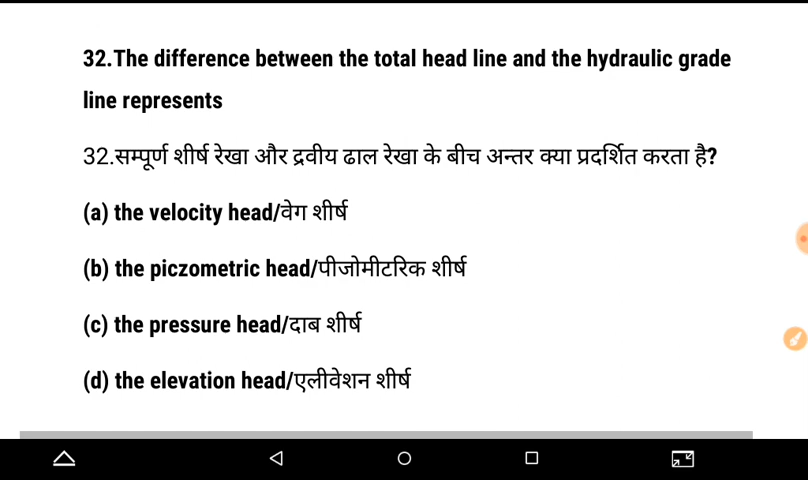 32.The difference between the total head line and the hydraulic grade
line represents
32.सम्पूर्ण शीर्ष रेखा और द्रवीय ढाल रेखा के बीच अन्तर क्या प्रदर्शित करता है?
(a) the velocity head/वेग शीर्ष
(b) the piczometric head/पीजोमीटरिक शीर्ष
(c) the pressure head/दाब शीर्ष
(d) the elevation head/एलीवेशन शीर्ष